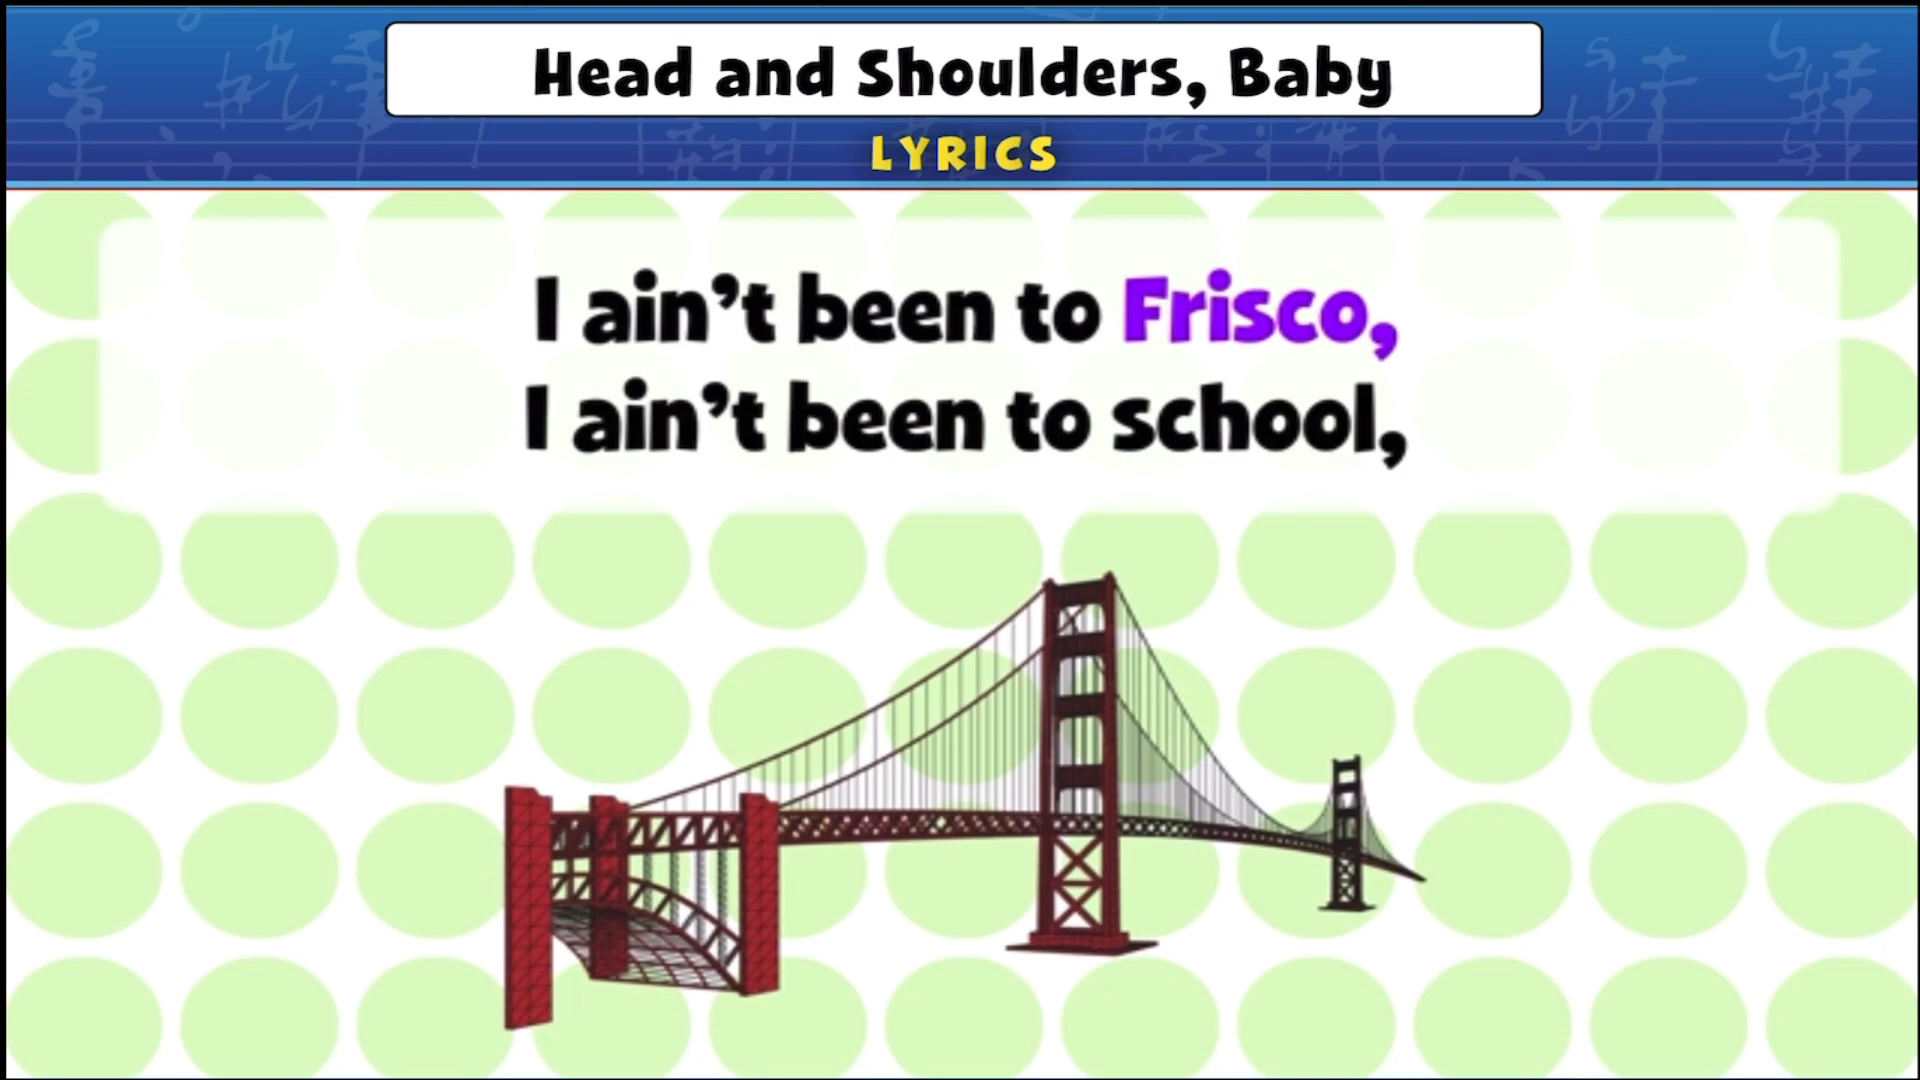 Head and Shoulders, Baby
LYRICS
I ain’t been to Frisco,
I ain’t been to school,